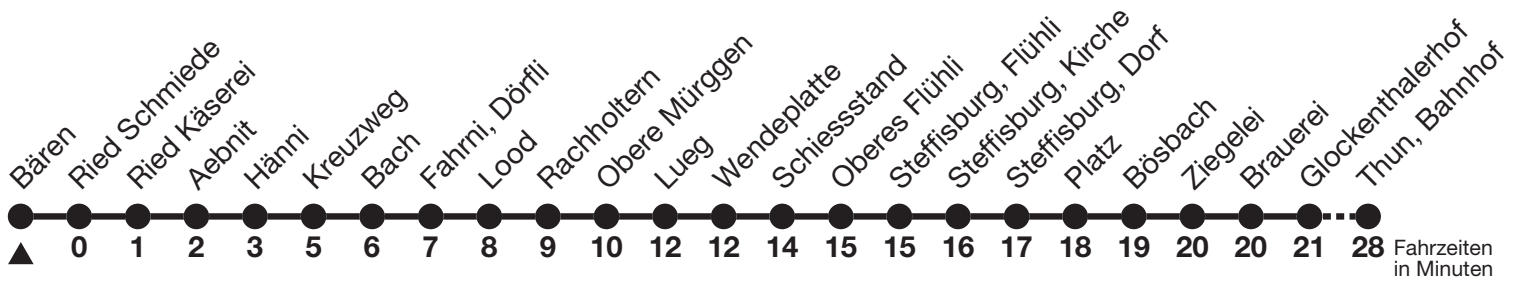 Bären
Ried Schmiede
Ried Käserei
Aebnit
Hänni
Kreuzweg
Bach
Fahrni, Dörfli
Lood
Rachholtern
Obere Mürggen
Lueg
Wendeplatte
Schiessstand
Oberes Flühli
Steffisburg, Flühli
Steffisburg, Kirche
Steffisburg, Dorf
Platz
Bösbach
Ziegelei
Brauerei
Glockenthalerhof
Thun, Bahnhof
0 1 2 3 5 6 7 8 9 10 12 12 14 15 15 16 17 18 19 20 20 21 28 Fahrzeiten
in Minuten